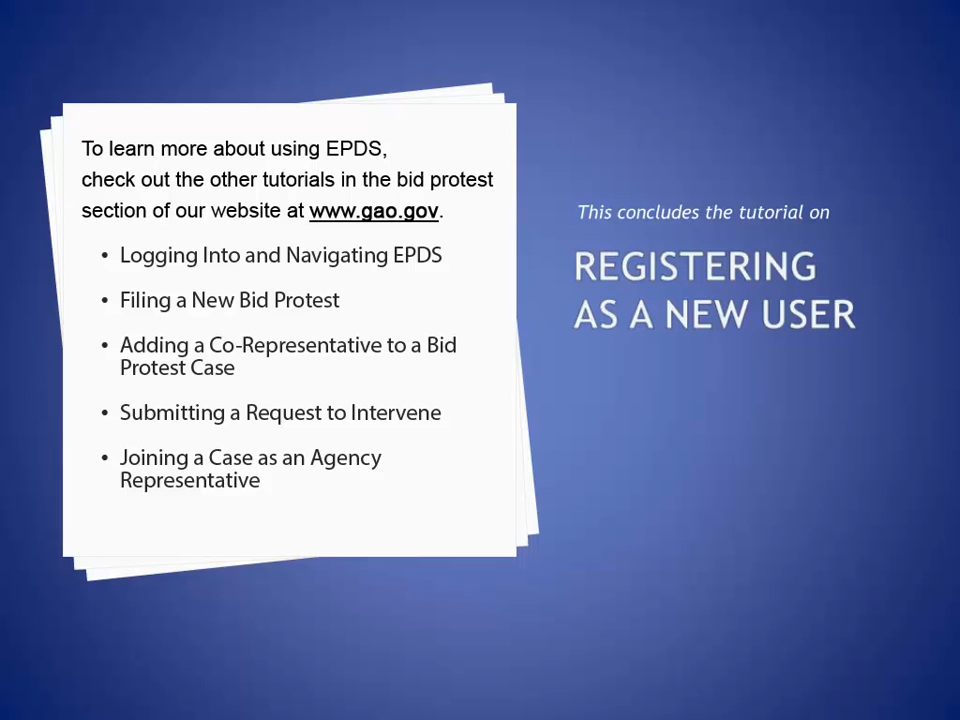 To learn more about using EPDS,
check out the other tutorials in the bid protest
section of our website at www.gao.gov.
• Logging Into and Navigating EPDS
• Filing a New Bid Protest
• Adding a Co-Representative to a Bid
Protest Case
• Submitting a Request to Intervene
• Joining a Case as an Agency
Representative
This concludes the tutorial on
REGISTERING
AS A NEW USER